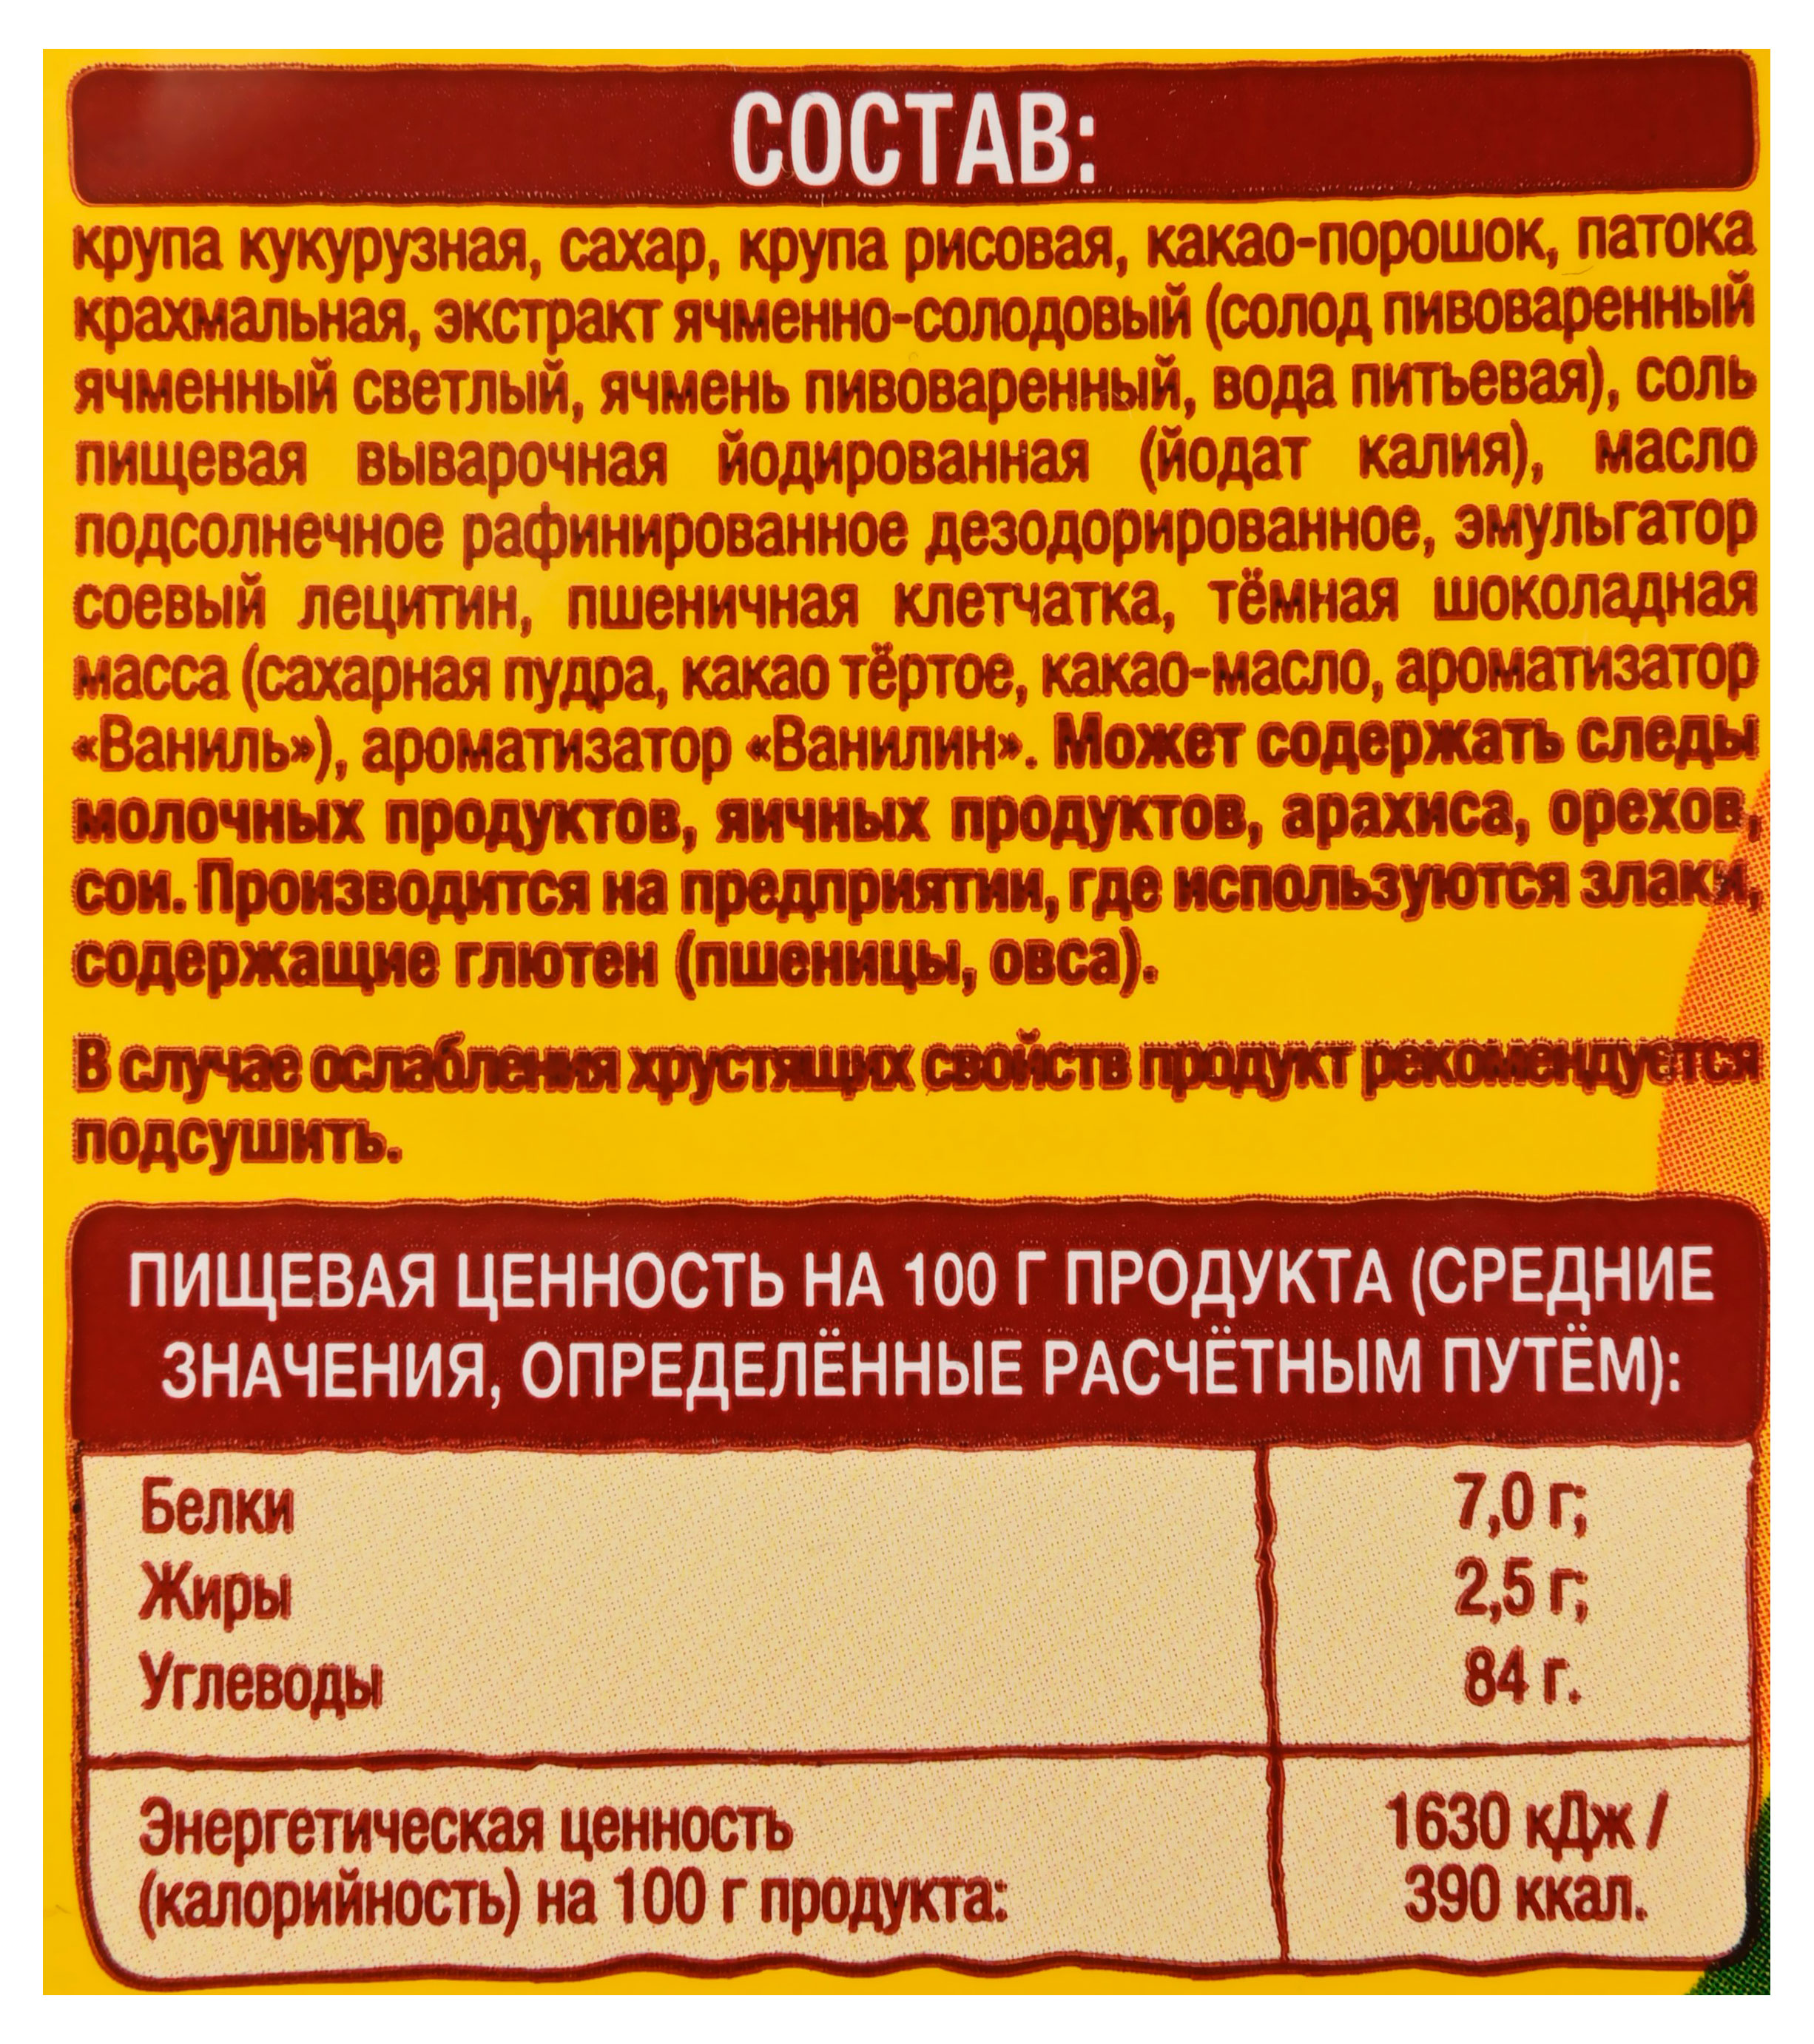 СОСТАВ:
крупа кукурузная, сахар, крупа рисовая, какао-порошок, патока
крахмальная, экстракт ячменно-солодовый (солод пивоваренный
ячменный светлый, ячмень пивоваренный, вода питьевая), соль
пищевая выварочная йодированная (йодат калия), масло
подсолнечное рафинированное дезодорированное, эмульгатор
соевый лецитин, пшеничная клетчатка, тёмная шоколадная
масса (сахарная пудра, какао тёртое, какао-масло, ароматизатор
«Ваниль»), ароматизатор «Ванилин». Может содержать следы
молочных продуктов, яичных продуктов, арахиса, орехов,
сои. Производится на предприятии, где используются злаки,
содержащие глютен (пшеницы, овса).
В случае ослабления хрустящих свойств продукт рекомендуется
подсушить.
ПИЩЕВАЯ ЦЕННОСТЬ НА 100 Г ПРОДУКТА (СРЕДНИЕ
ЗНАЧЕНИЯ, ОПРЕДЕЛЁННЫЕ РАСЧЁТНЫМ ПУТЁМ):
Белки 7,0 г;
Жиры 2,5 г;
Углеводы 84 г.
Энергетическая ценность 1630 кДж /
(калорийность) на 100 г продукта: 390 ккал.